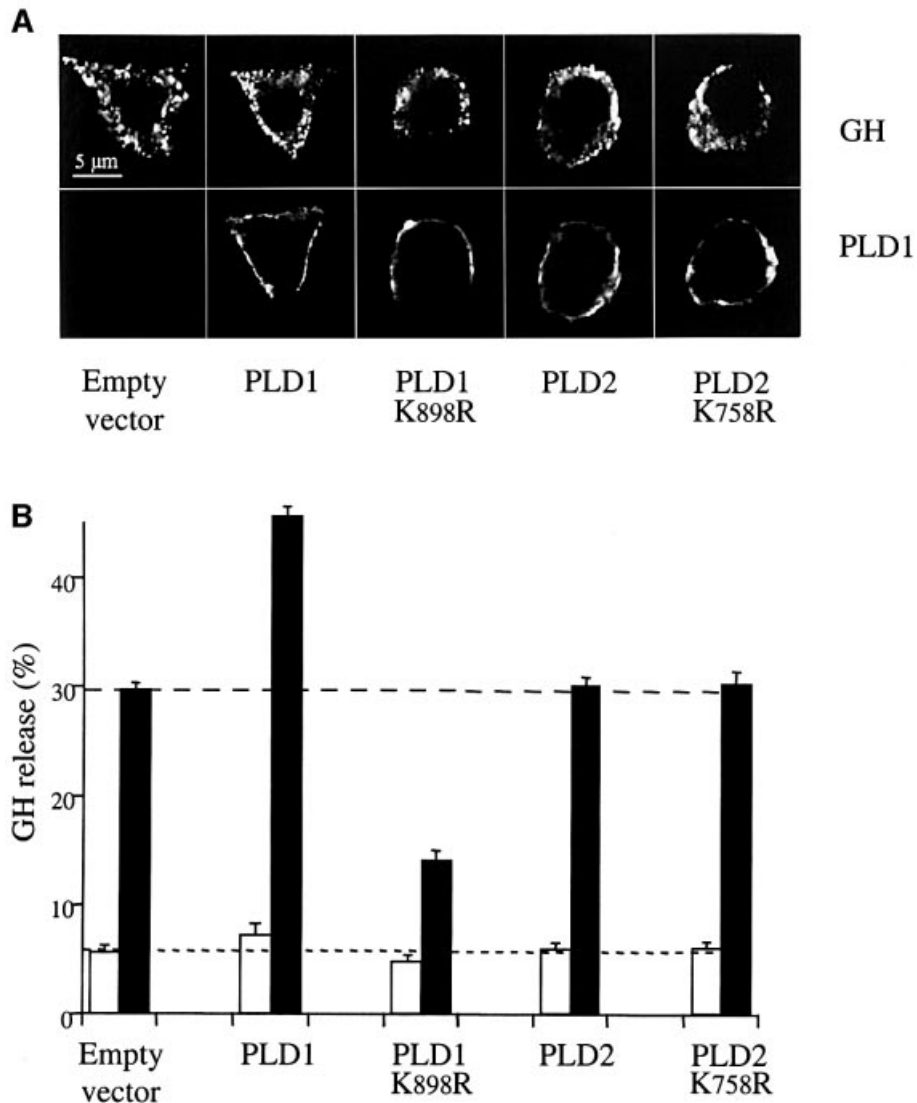 A
GH
5 µm
PLD1
Empty
vector
PLD1
PLD1
K898R
PLD2
PLD2
K758R
B
GH release (%)
40
30
20
10
0
Empty
vector
PLD1
PLD1
K898R
PLD2
PLD2
K758R